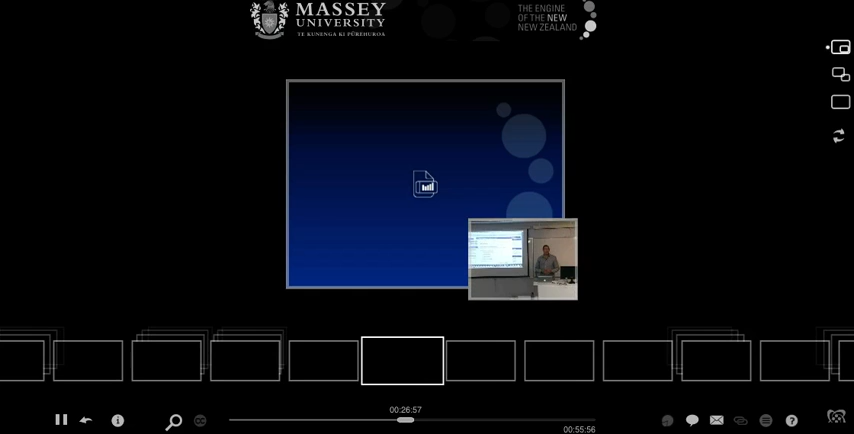 MASSEY
UNIVERSITY
TE KUNENGA KI PŪREHUROA
THE ENGINE
OF THE NEW
NEW ZEALAND
00:26:57
00:55:56